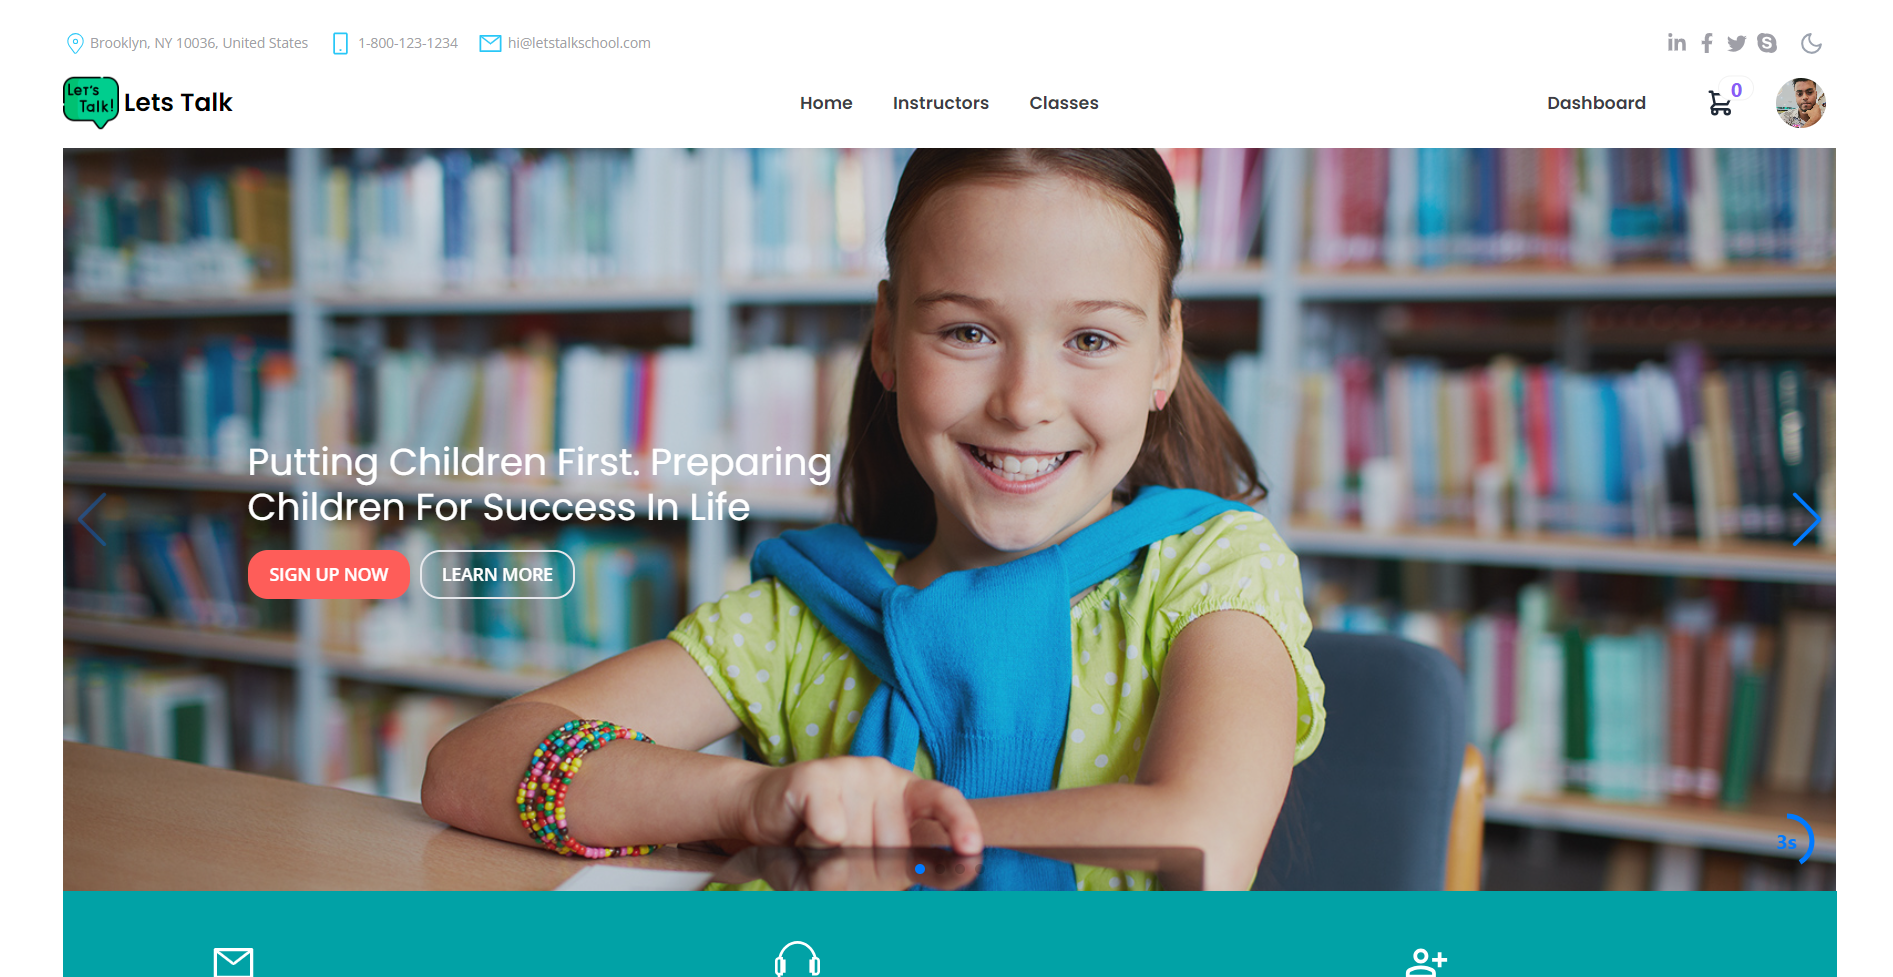 Brooklyn, NY 10036, United States 1-800-123-1234 hi@letstalkschool.com
LeT's
Talk!
Lets Talk Home Instructors Classes Dashboard 0
Putting Children First. Preparing
Children For Success In Life
SIGN UP NOW LEARN MORE
3s